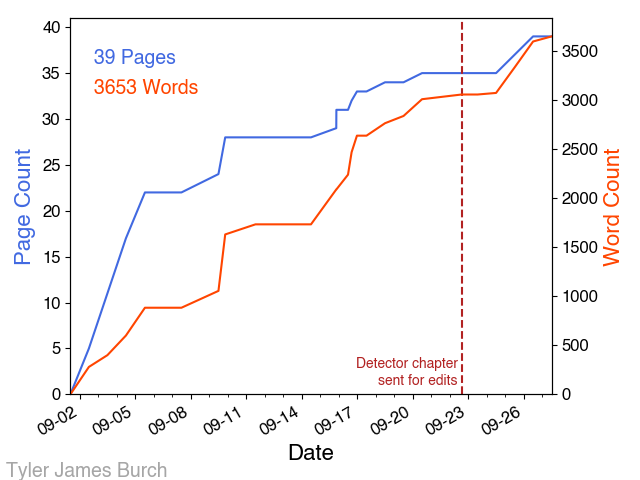 39 Pages
3653 Words
40
35
30
25
20
15
10
5
0
Page Count
3500
3000
2500
2000
1500
1000
500
0
Word Count
Detector chapter
sent for edits
09-02 09-05 09-08 09-11 09-14 09-17 09-20 09-23 09-26
Date
Tyler James Burch